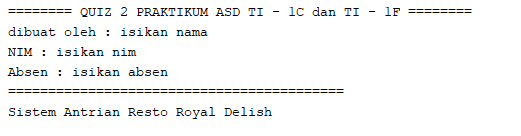 ======== QUIZ 2 PRAKTIKUM ASD TI - 1C dan TI - 1F ========
dibuat oleh : isikan nama
NIM : isikan nim
Absen : isikan absen
==========================================
Sistem Antrian Resto Royal Delish